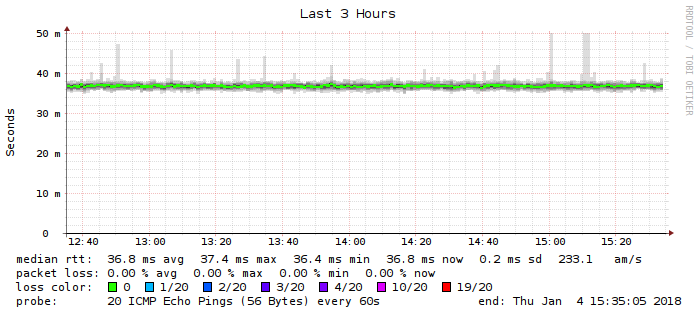 Last 3 Hours
RRDTOOL / TOBI OETIKER
Seconds
50 m
40 m
30 m
20 m
10 m
0
12:40 13:00 13:20 13:40 14:00 14:20 14:40 15:00 15:20
median rtt: 36.8 ms avg 37.4 ms max 36.4 ms min 36.8 ms now 0.2 ms sd 233.1 am/s
packet loss: 0.00 % avg 0.00 % max 0.00 % min 0.00 % now
loss color: 0 1/20 2/20 3/20 4/20 10/20 19/20
probe: 20 ICMP Echo Pings (56 Bytes) every 60s end: Thu Jan 4 15:35:05 2018